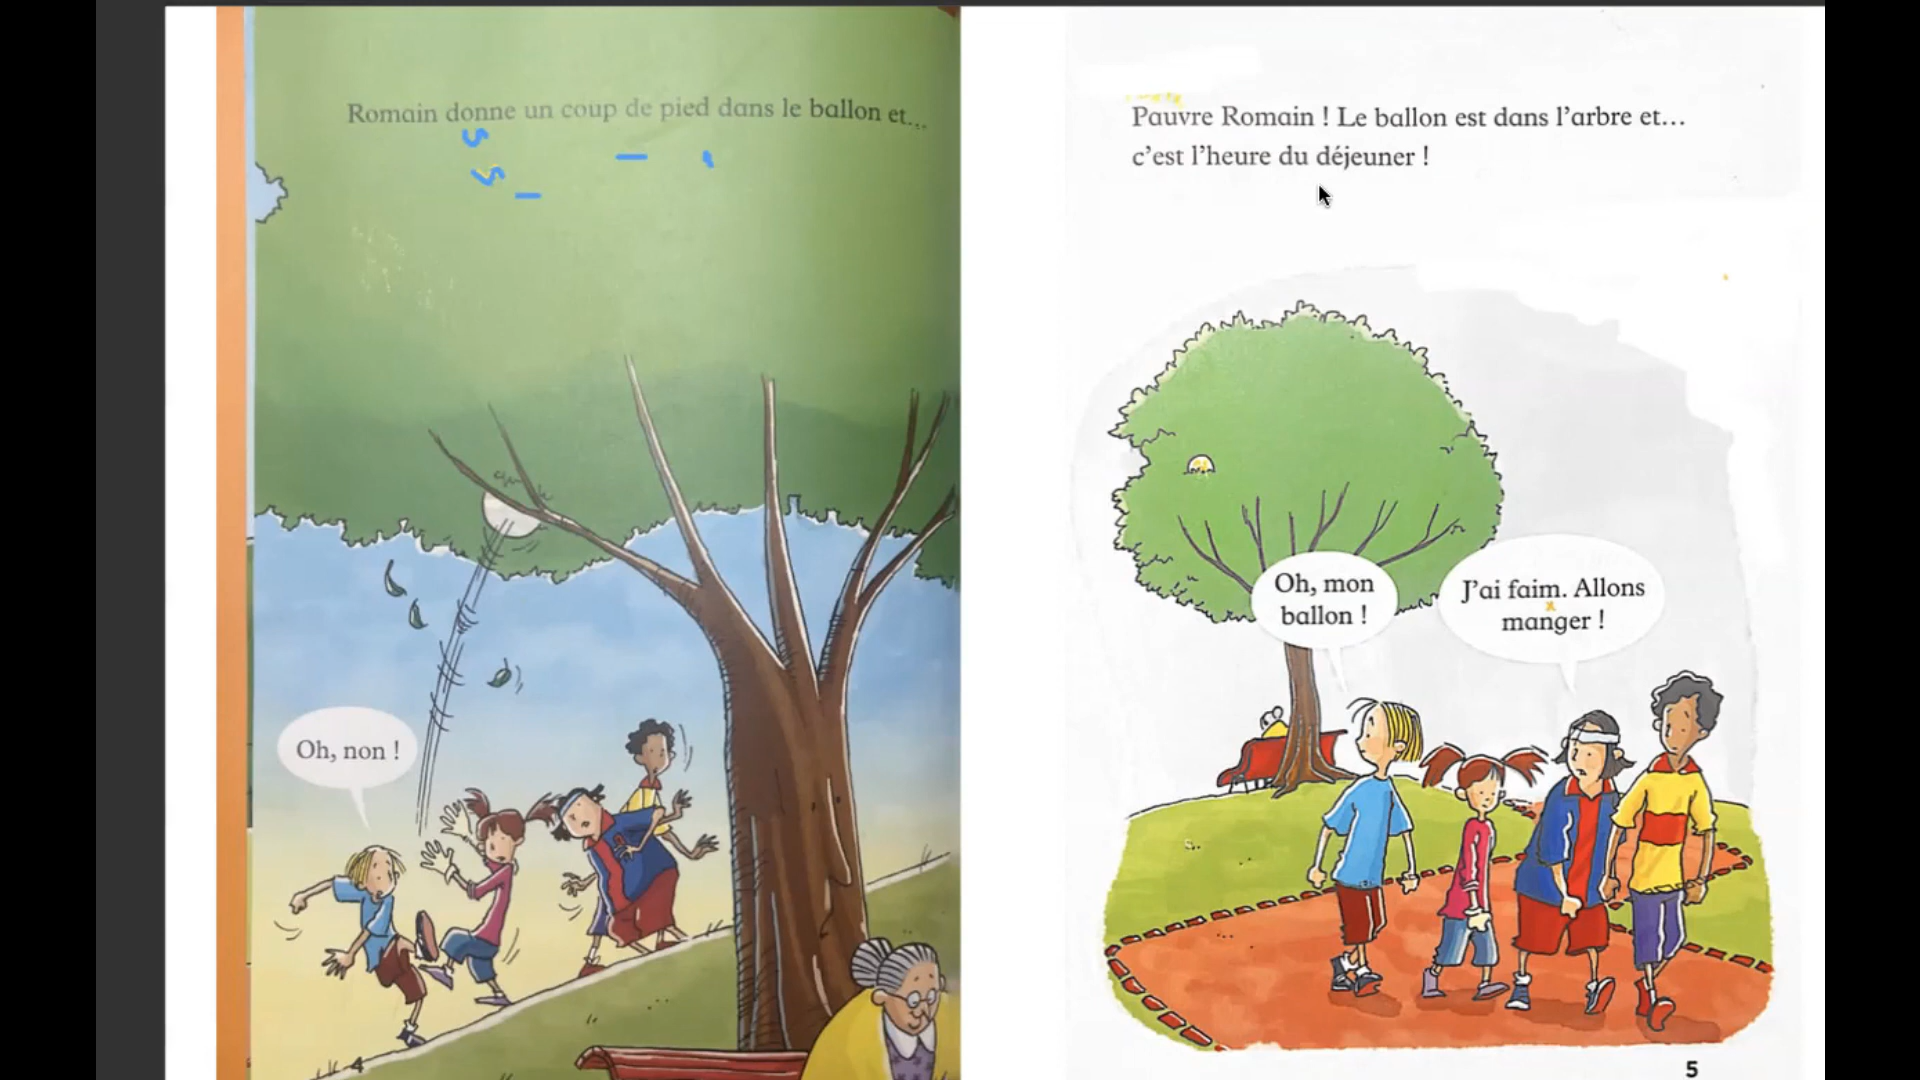 Romain donne un coup de pied dans le ballon et...
Oh, non !
4
Pauvre Romain ! Le ballon est dans l'arbre et...
c'est l'heure du déjeuner !
Oh, mon
ballon !
J'ai faim. Allons
manger !
5